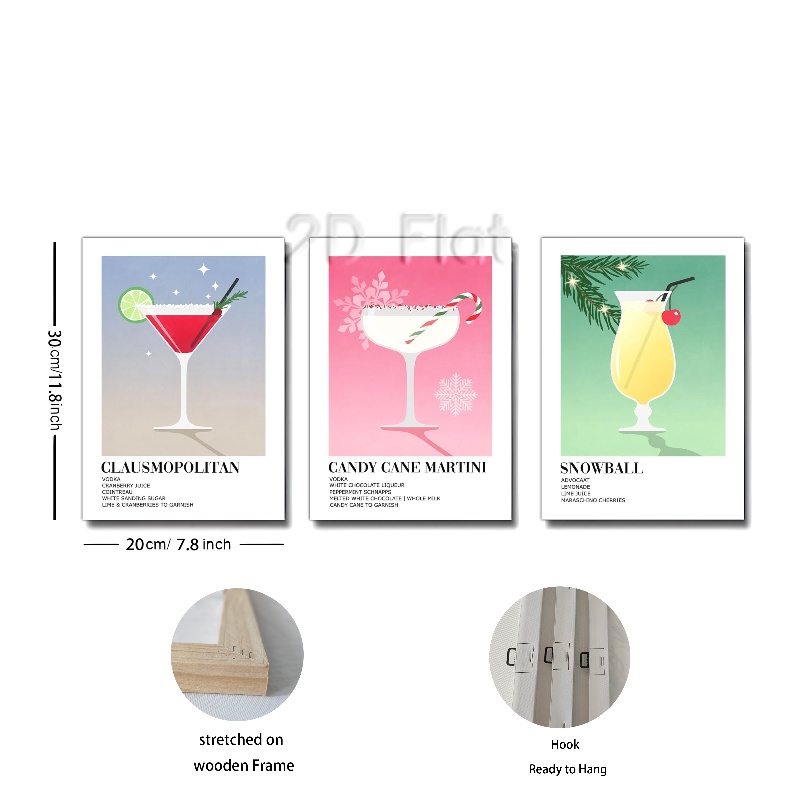 2D Flat
30cm/11.8inch
CLAUSMOPOLITAN
VODKA
CRANBERRY JUICE
COINTREAU
WHITE SANDING SUGAR
LIME & CRANBERRIES TO GARNISH
CANDY CANE MARTINI
VODKA
WHITE CHOCOLATE LIQUEUR
PEPPERMINT SCHNAPPS
MELTED WHITE CHOCOLATE | WHOLE MILK
CANDY CANE TO GARNISH
SNOWBALL
ADVOCAAT
LEMONADE
LIME JUICE
MARASCHINO CHERRIES
20cm/ 7.8 inch
stretched on
wooden Frame
Hook
Ready to Hang